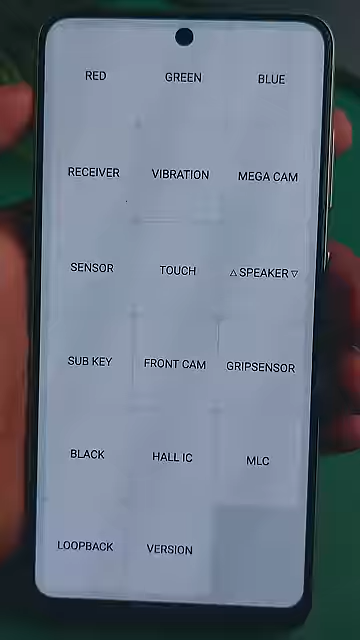 RED GREEN BLUE
RECEIVER VIBRATION MEGA CAM
SENSOR TOUCH △ SPEAKER ▽
SUB KEY FRONT CAM GRIPSENSOR
BLACK HALL IC MLC
LOOPBACK VERSION